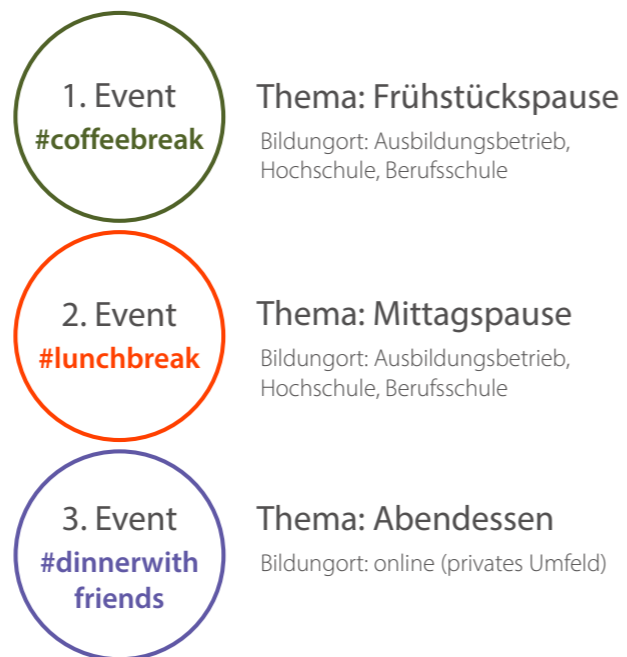 1. Event
#coffeebreak
Thema: Frühstückspause
Bildungort: Ausbildungsbetrieb,
Hochschule, Berufsschule
2. Event
#lunchbreak
Thema: Mittagspause
Bildungort: Ausbildungsbetrieb,
Hochschule, Berufsschule
3. Event
#dinnerwith
friends
Thema: Abendessen
Bildungort: online (privates Umfeld)